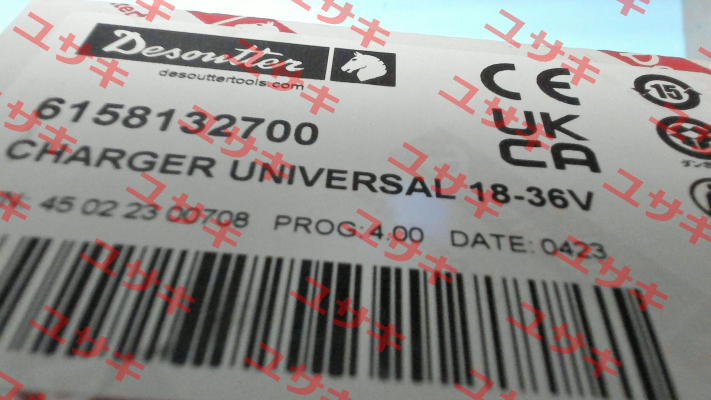 Desoutter
desouttertools.com
CE
UK
CA
15
6158132700
CHARGER UNIVERSAL 18-36V
45 02 23 00708 PROG: 4.00 DATE: 0423
ユサキ